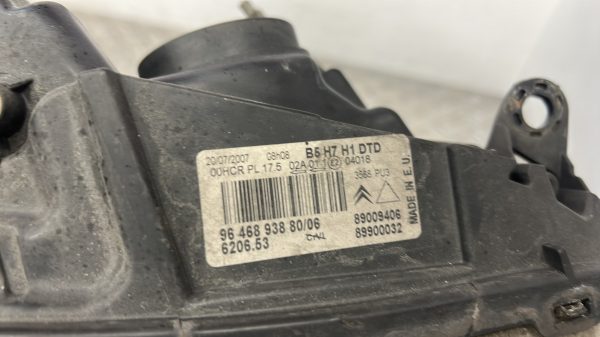 20/07/2007 08h08 B5 H7 H1 DTD
00HCR PL 17.5 02A 04018
3568 PU3
96 468 938 80/06 89009406
6206.53 89900032
MADE IN E.U.